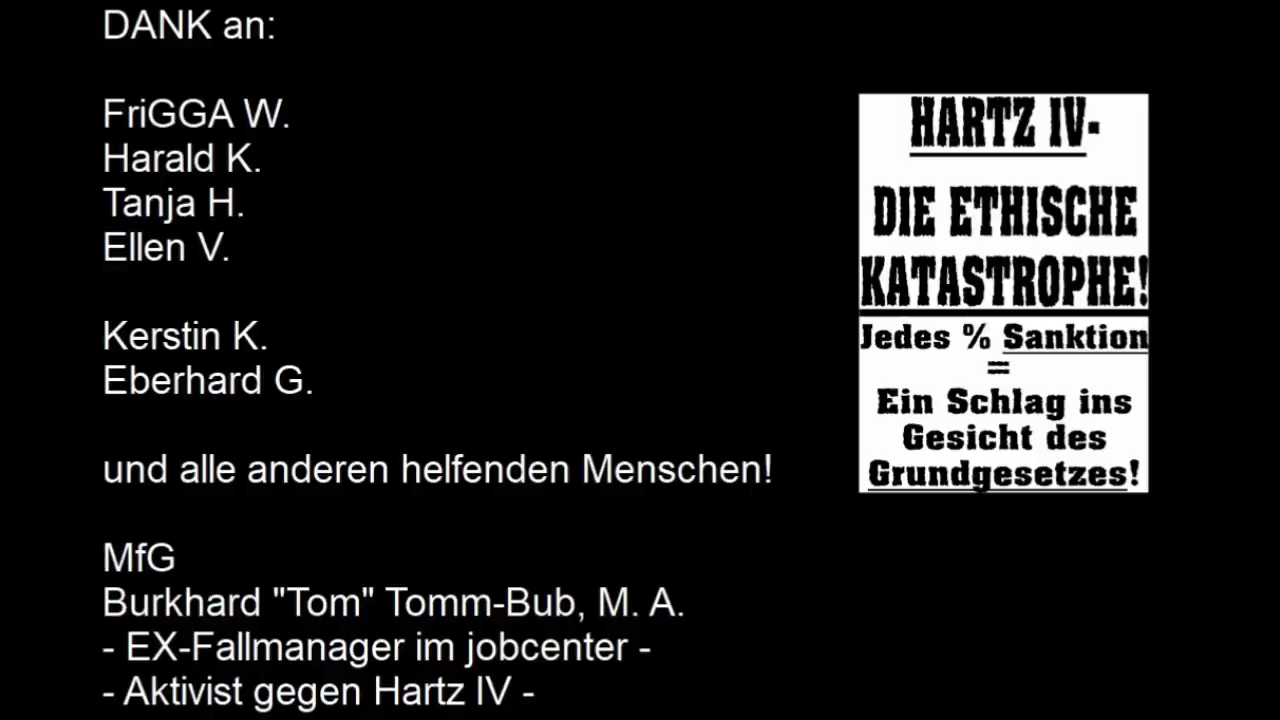 DANK an:
FriGGA W.
Harald K.
Tanja H.
Ellen V.
Kerstin K.
Eberhard G.
und alle anderen helfenden Menschen!
MfG
Burkhard "Tom" Tomm-Bub, M. A.
- EX-Fallmanager im jobcenter -
- Aktivist gegen Hartz IV -
HARTZ IV-
DIE ETHISCHE
KATASTROPHE!
Jedes % Sanktion
=
Ein Schlag ins
Gesicht des
Grundgesetzes!